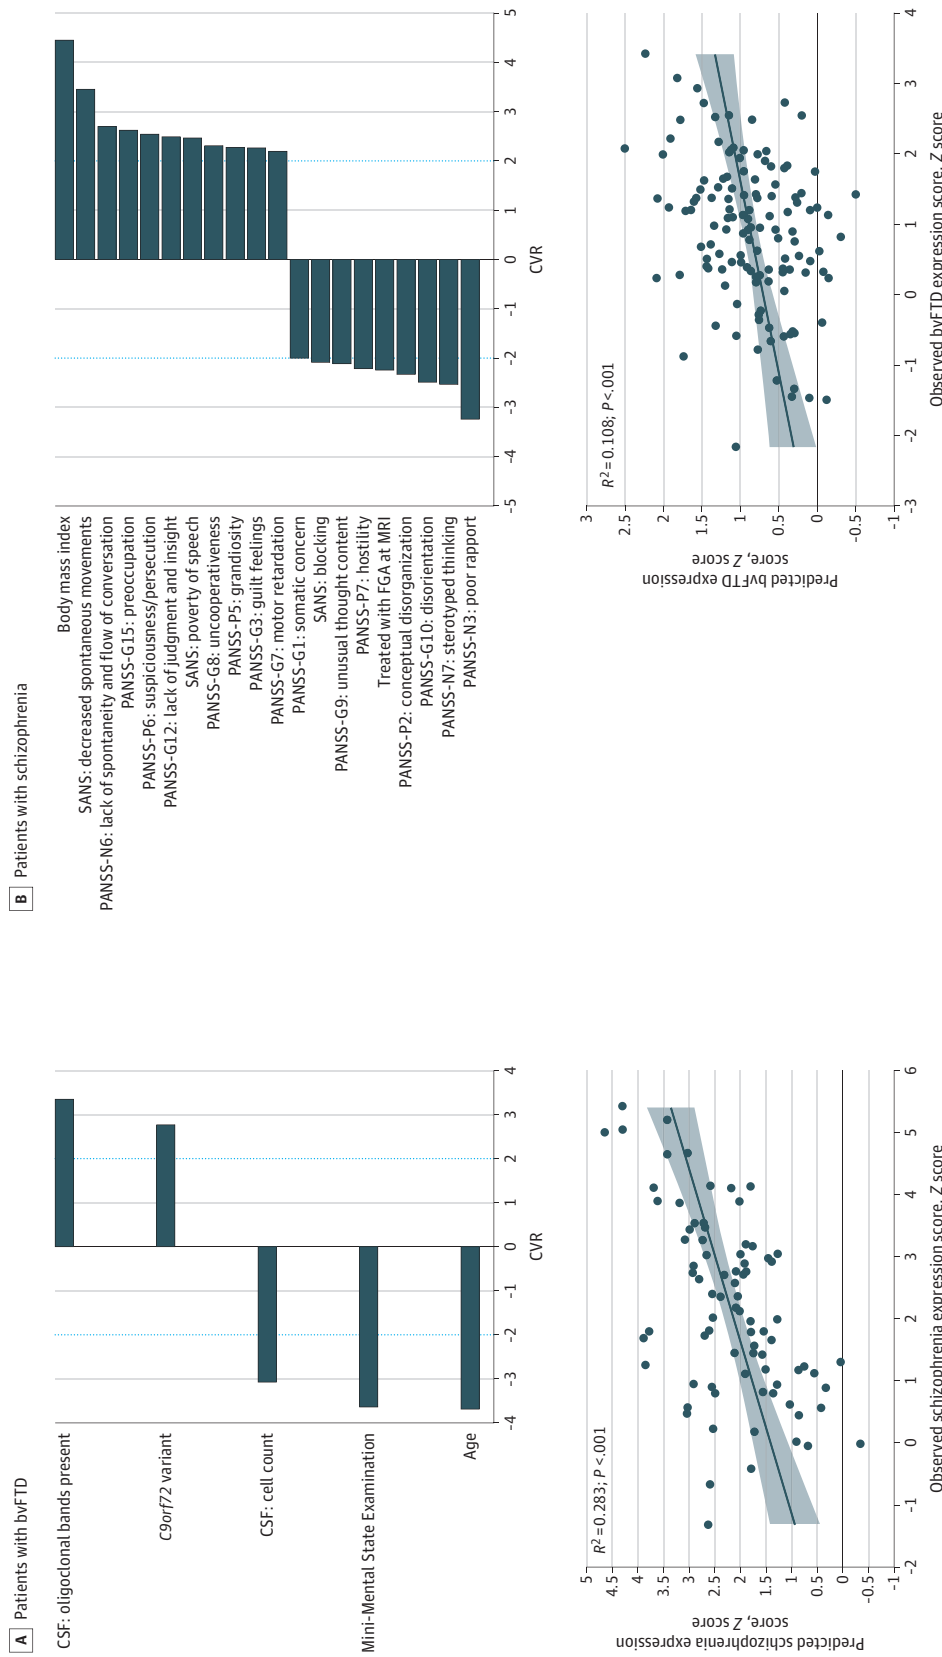 A Patients with bvFTD
CSF: oligoclonal bands present
C9orf72 variant
CSF: cell count
Mini-Mental State Examination
Age
-4 -3 -2 -1 0 1 2 3 4
CVR
5
4.5
4
3.5
3
2.5
2
1.5
1
0.5
0
-0.5
-1
Predicted schizophrenia expression
score, Z score
R2 = 0.283; P <.001
-2 -1 0 1 2 3 4 5 6
Observed schizophrenia expression score, Z score
B Patients with schizophrenia
Body mass index
SANS: decreased spontaneous movements
PANSS-N6: lack of spontaneity and flow of conversation
PANSS-G15: preoccupation
PANSS-P6: suspiciousness/persecution
PANSS-G12: lack of judgment and insight
SANS: poverty of speech
PANSS-G8: uncooperativeness
PANSS-P5: grandiosity
PANSS-G3: guilt feelings
PANSS-G7: motor retardation
PANSS-G1: somatic concern
SANS: blocking
PANSS-G9: unusual thought content
PANSS-P7: hostility
Treated with FGA at MRI
PANSS-P2: conceptual disorganization
PANSS-G10: disorientation
PANSS-N7: sterotyped thinking
PANSS-N3: poor rapport
-5 -4 -3 -2 -1 0 1 2 3 4 5
CVR
3
2.5
2
1.5
1
0.5
0
-0.5
-1
Predicted bvFTD expression
score, Z score
R2 = 0.108; P <.001
-3 -2 -1 0 1 2 3 4
Observed bvFTD expression score, Z score